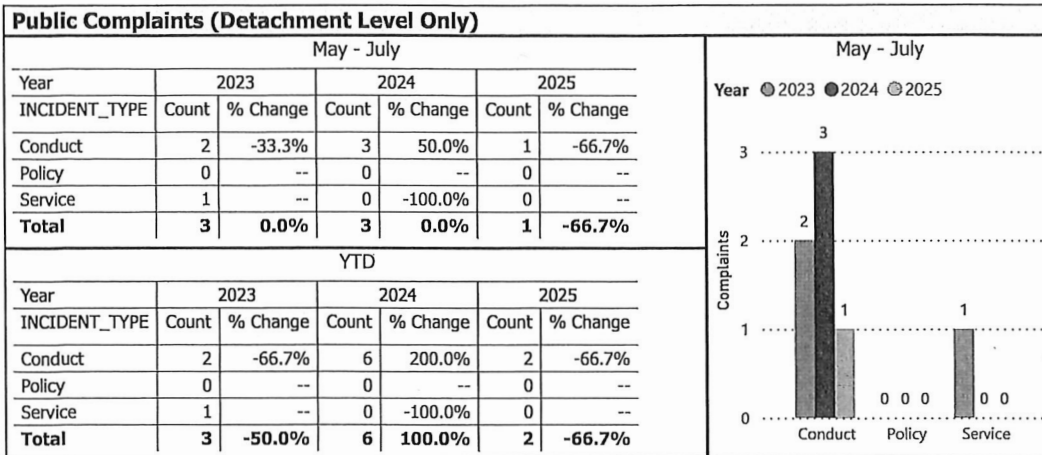 Public Complaints (Detachment Level Only)
May - July
Year 2023 2024 2025
INCIDENT_TYPE Count % Change Count % Change Count % Change
Conduct 2 -33.3% 3 50.0% 1 -66.7%
Policy 0 -- 0 -- 0 --
Service 1 -- 0 -100.0% 0 --
Total 3 0.0% 3 0.0% 1 -66.7%
YTD
Year 2023 2024 2025
INCIDENT_TYPE Count % Change Count % Change Count % Change
Conduct 2 -66.7% 6 200.0% 2 -66.7%
Policy 0 -- 0 -- 0 --
Service 1 -- 0 -100.0% 0 --
Total 3 -50.0% 6 100.0% 2 -66.7%
May - July
Year 2023 2024 2025
3
3
2
2
Complaints
1
1
1
0 0 0
0 0
0
Conduct Policy Service